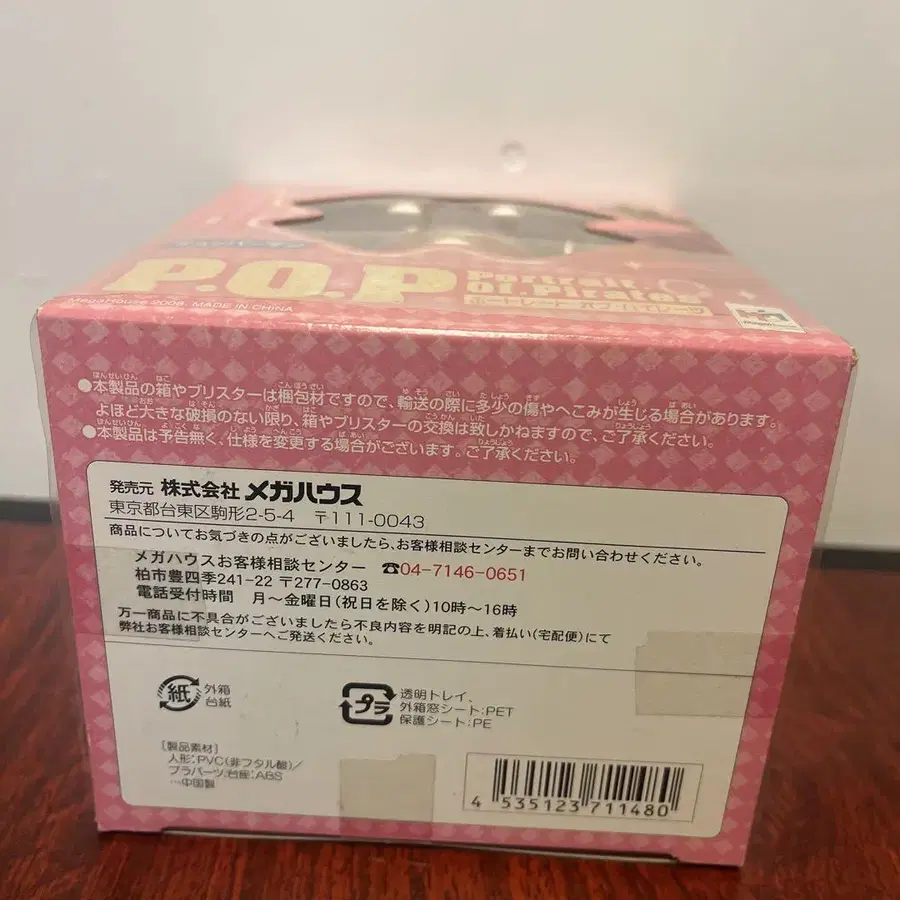 P.O.P
Portrait
Of Pirates
ポートレート・オブ・パイレーツ
MegaHouse 2008 MADE IN CHINA
●本製品の箱やブリスターは梱包材ですので、輸送の際に多少の傷やへこみが生じる場合があります。
よほど大きな破損のない限り、箱やブリスターの交換は致しかねますので、ご了承ください。
●本製品は予告無く、仕様を変更する場合がございます。ご了承ください。
発売元 株式会社 メガハウス
東京都台東区駒形2-5-4 〒111-0043
商品についてお気づきの点がございましたら、お客様相談センターまでお問い合わせください。
メガハウスお客様相談センター ☎04-7146-0651
柏市豊四季241-22 〒277-0863
電話受付時間 月〜金曜日(祝日を除く)10時〜16時
万一商品に不具合がございましたら不良内容を明記の上、着払い(宅配便)にて
弊社お客様相談センターへご発送ください。
紙 外箱
台紙
プラ 透明トレイ、
外箱窓シート:PET
保護シート:PE
［製品素材］
人形:PVC(非フタル酸)/
プラパーツ,台座:ABS
…中国製
4 535123 711480